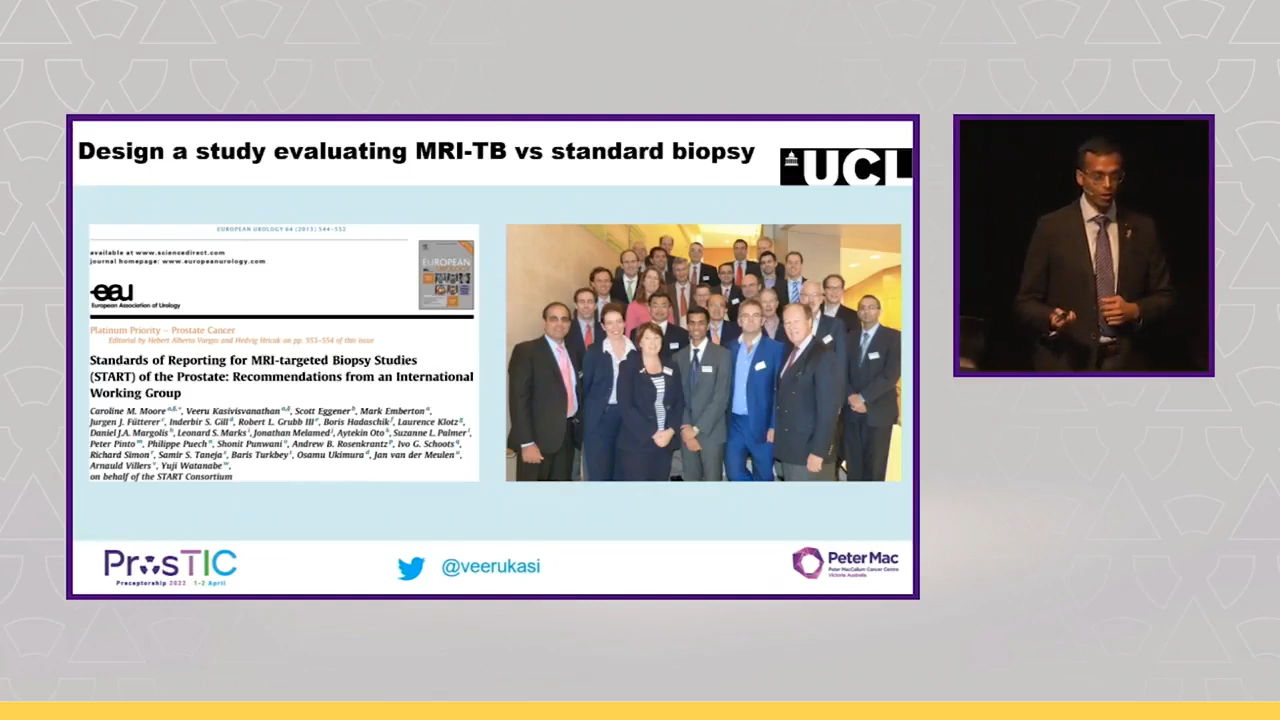 Design a study evaluating MRI-TB vs standard biopsy
UCL
EUROPEAN UROLOGY 64 (2013) 544–552
available at www.sciencedirect.com
journal homepage: www.europeanurology.com
EUROPEAN
UROLOGY
eau
European Association of Urology
Platinum Priority – Prostate Cancer
Editorial by Hebert Alberto Vargas and Hedvig Hricak on pp. 553–554 of this issue
Standards of Reporting for MRI-targeted Biopsy Studies
(START) of the Prostate: Recommendations from an International
Working Group
Caroline M. Moore, Veeru Kasivisvanathan, Scott Eggener, Mark Emberton,
Jurgen J. Fütterer, Inderbir S. Gill, Robert L. Grubb III, Boris Hadaschik, Laurence Klotz,
Daniel J.A. Margolis, Leonard S. Marks, Jonathan Melamed, Aytekin Oto, Suzanne L. Palmer,
Peter Pinto, Philippe Puech, Shonit Punwani, Andrew B. Rosenkrantz, Ivo G. Schoots,
Richard Simon, Samir S. Taneja, Baris Turkbey, Osamu Ukimura, Jan van der Meulen,
Arnauld Villers, Yuji Watanabe,
on behalf of the START Consortium
ProsTIC
Preceptorship 2022 1-2 April
@veerukasi
Peter Mac
Peter MacCallum Cancer Centre
Victoria Australia